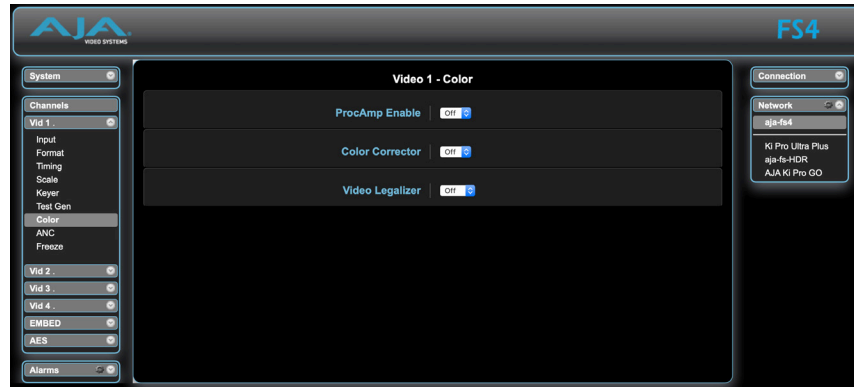 AJA
VIDEO SYSTEMS
FS4
System
Channels
Vid 1 .
Input
Format
Timing
Scale
Keyer
Test Gen
Color
ANC
Freeze
Vid 2 .
Vid 3 .
Vid 4 .
EMBED
AES
Alarms
Video 1 - Color
ProcAmp Enable Off
Color Corrector Off
Video Legalizer Off
Connection
Network
aja-fs4
Ki Pro Ultra Plus
aja-fs-HDR
AJA Ki Pro GO